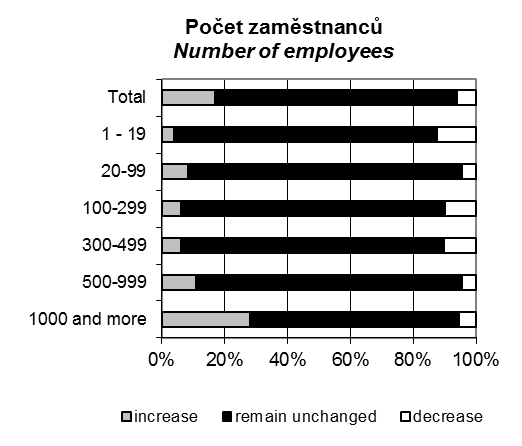 Počet zaměstnanců
Number of employees
Total
1 - 19
20-99
100-299
300-499
500-999
1000 and more
0% 20% 40% 60% 80% 100%
increase remain unchanged decrease